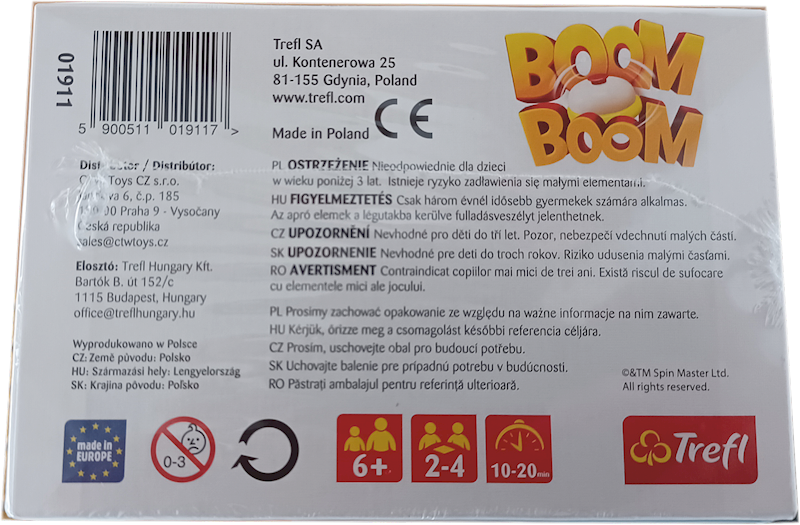 01911
5 900511 019117 >
Trefl SA
ul. Kontenerowa 25
81-155 Gdynia, Poland
www.trefl.com
Made in Poland CE
BOOM
BOOM
/ Distribútor:
Toys CZ s.r.o.
6, č.p. 185
00 Praha 9 - Vysočany
Česká republika
sales@ctwtoys.cz
Elosztó: Trefl Hungary Kft.
Bartók B. út 152/c
1115 Budapest, Hungary
office@treflhungary.hu
Wyprodukowano w Polsce
CZ: Země původu: Polsko
HU: Származási hely: Lengyelország
SK: Krajina pôvodu: Poľsko
PL OSTRZEŻENIE Nieodpowiednie dla dzieci
w wieku poniżej 3 lat. Istnieje ryzyko zadławienia się małymi elementami.
HU FIGYELMEZTETÉS Csak három évnél idősebb gyermekek számára alkalmas.
Az apró elemek a légutakba kerülve fulladásveszélyt jelenthetnek.
CZ UPOZORNĚNÍ Nevhodné pro děti do tří let. Pozor, nebezpečí vdechnutí malých částí.
SK UPOZORNENIE Nevhodné pre deti do troch rokov. Riziko udusenia malými časťami.
RO AVERTISMENT Contraindicat copiilor mai mici de trei ani. Există riscul de sufocare
cu elementele mici ale jocului.
PL Prosimy zachować opakowanie ze względu na ważne informacje na nim zawarte.
HU Kérjük, őrizze meg a csomagolást későbbi referencia céljára.
CZ Prosím, uschovejte obal pro budoucí potřebu.
SK Uchovajte balenie pre prípadnú potrebu v budúcnosti.
RO Păstrați ambalajul pentru referință ulterioară.
©&TM Spin Master Ltd.
All rights reserved.
made in
EUROPE
0-3
6+
2-4
10-20min
Trefl